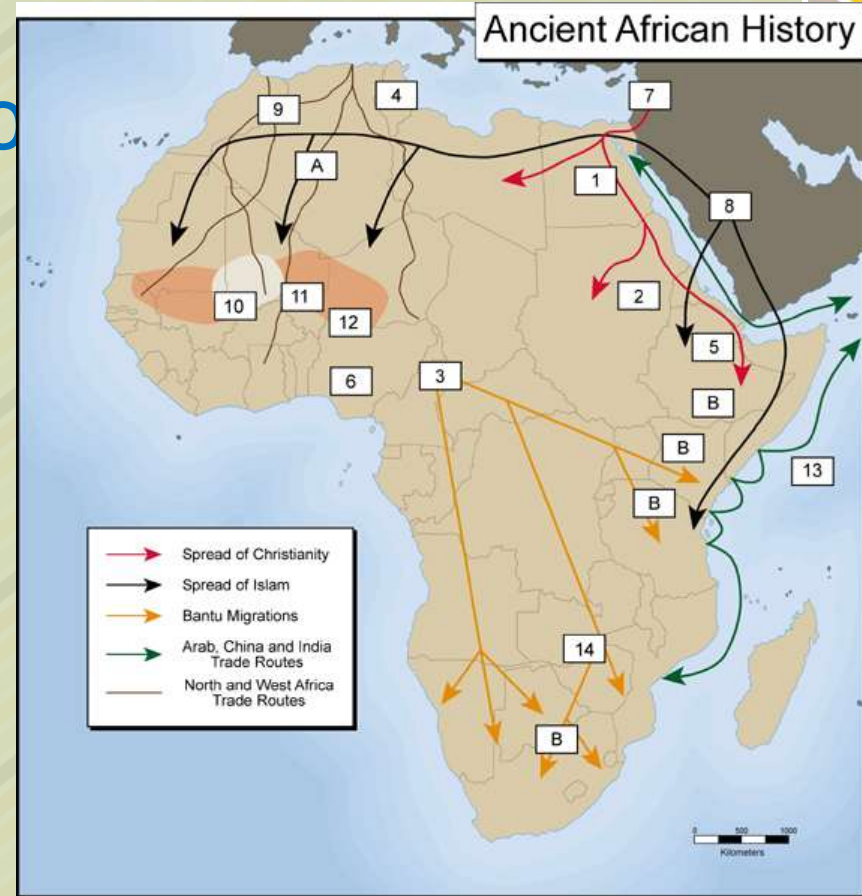 Ancient African History
9
4
7
A
1
8
2
10
11
12
5
6
3
B
B
13
B
14
B
Spread of Christianity
Spread of Islam
Bantu Migrations
Arab, China and India
Trade Routes
North and West Africa
Trade Routes
0 500 1000
Kilometers